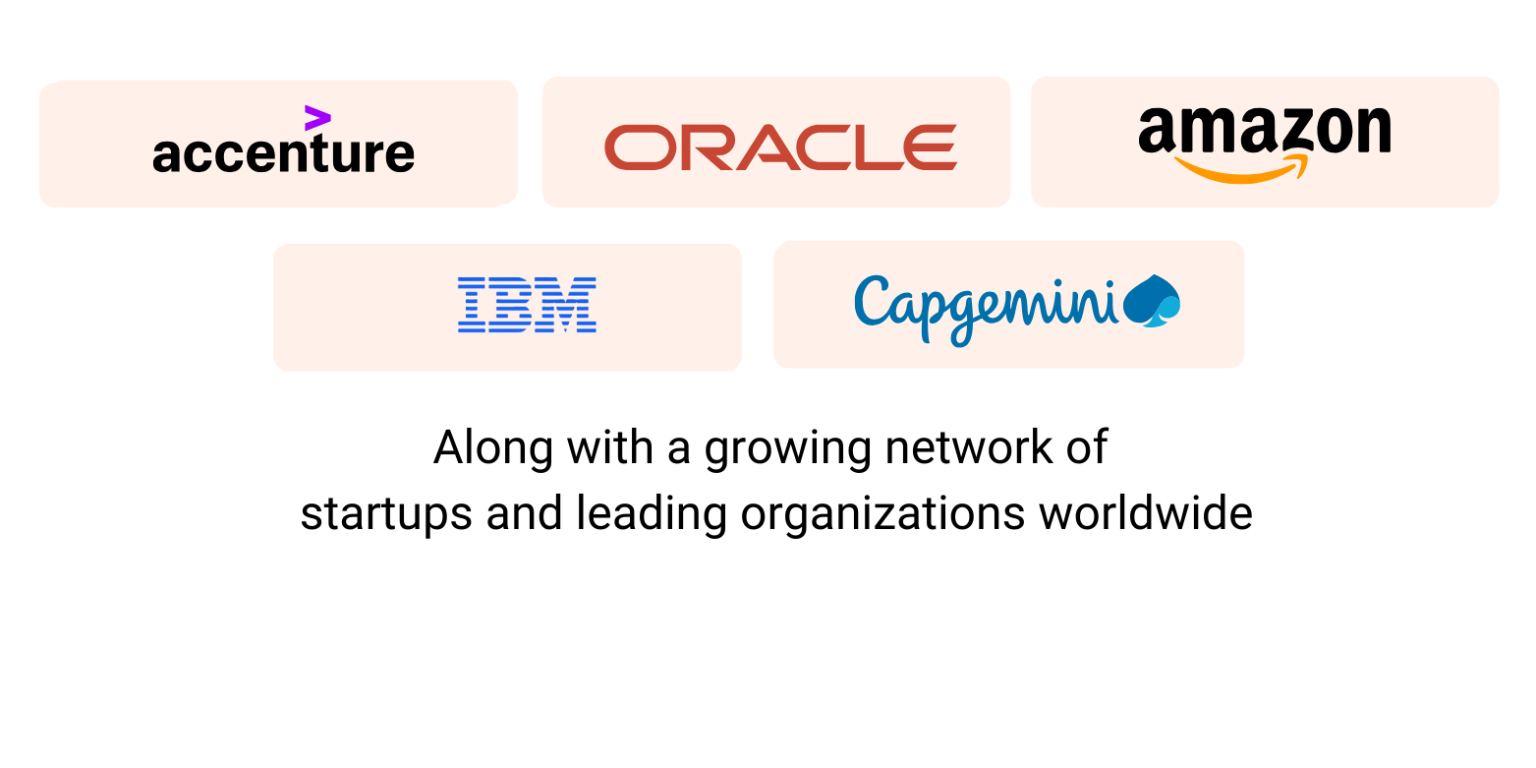 accenture
ORACLE
amazon
IBM
Capgemini
Along with a growing network of
startups and leading organizations worldwide